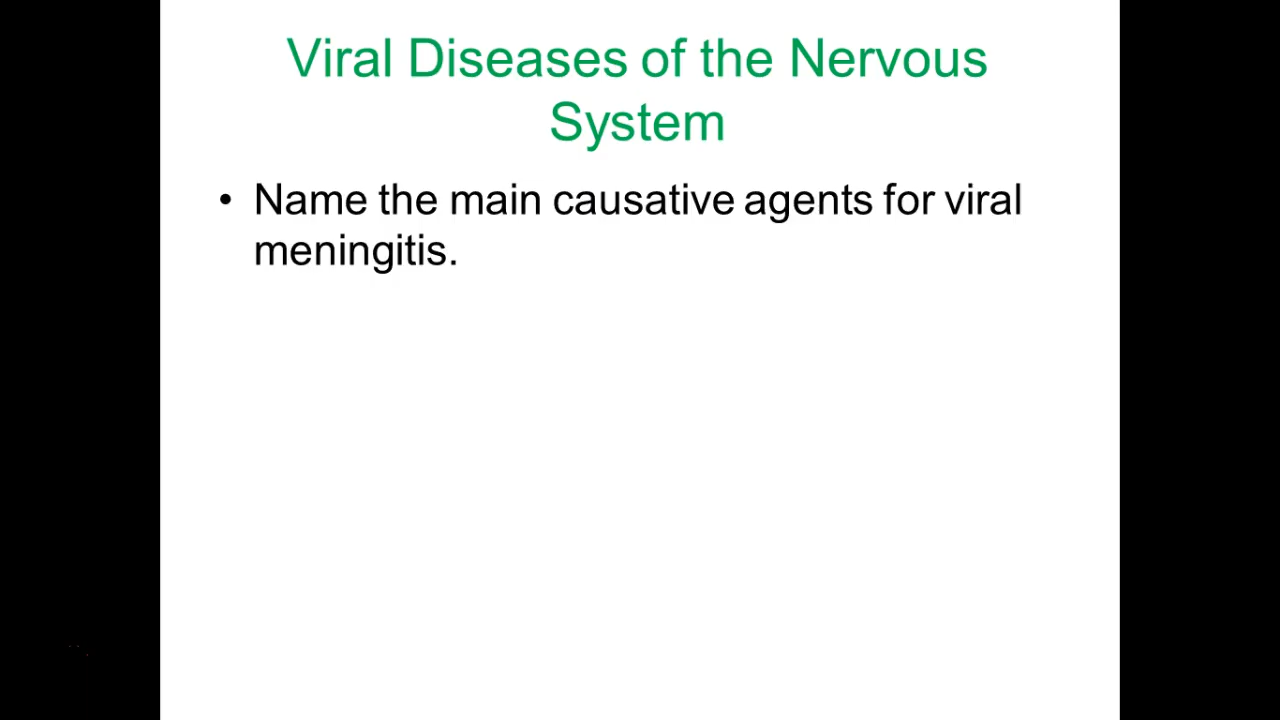 Viral Diseases of the Nervous
System
• Name the main causative agents for viral
meningitis.